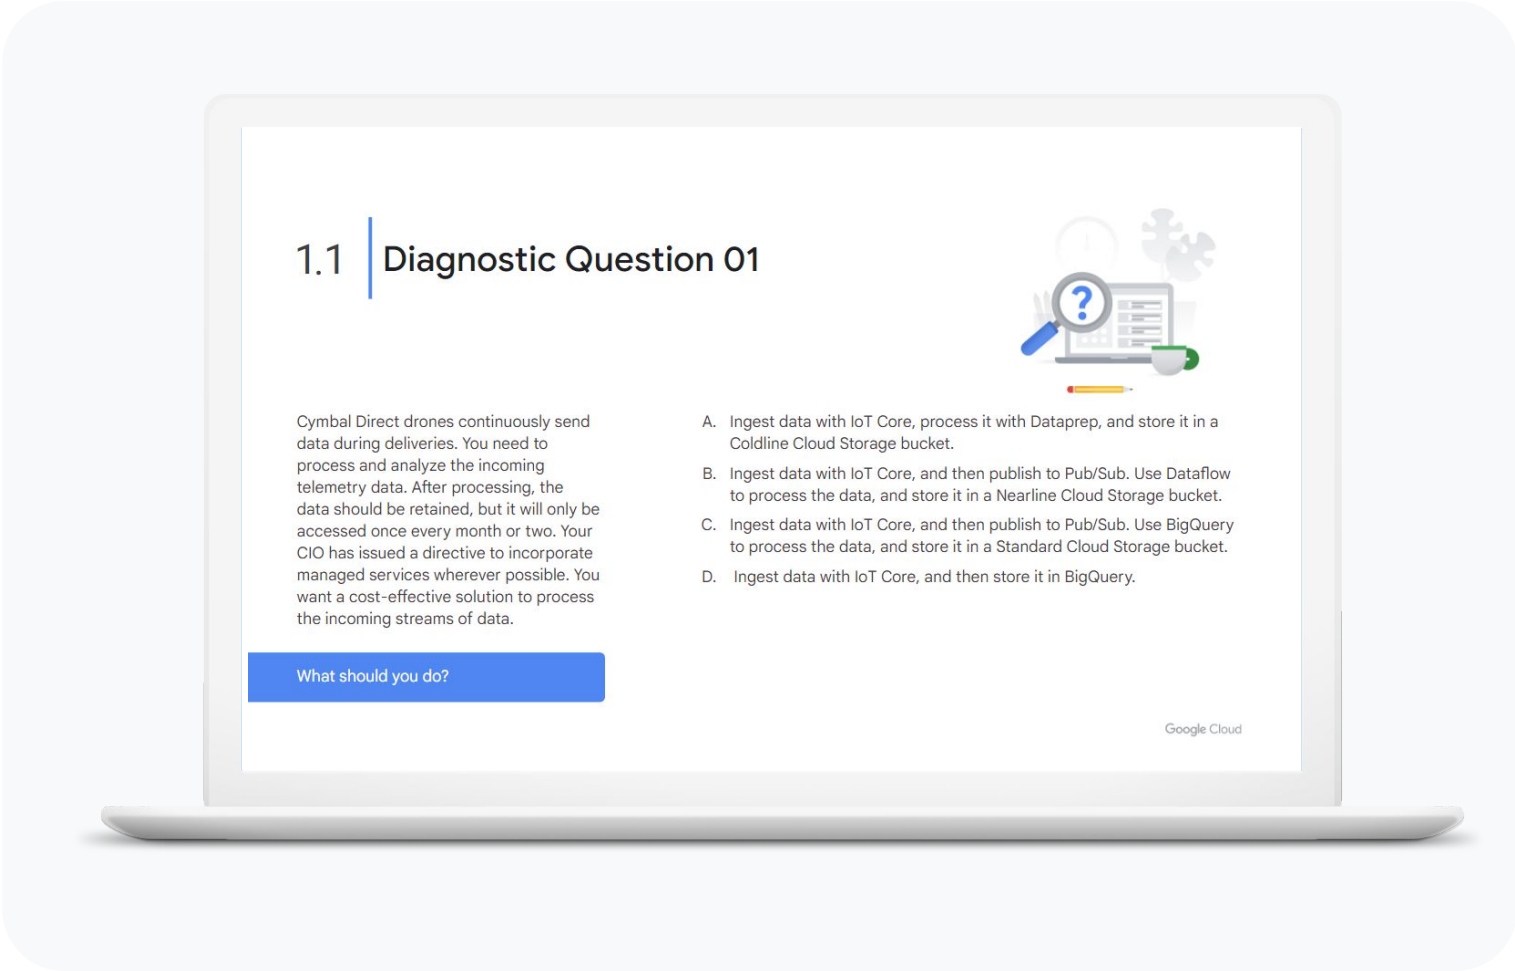 1.1
Diagnostic Question 01
?
Cymbal Direct drones continuously send
data during deliveries. You need to
process and analyze the incoming
telemetry data. After processing, the
data should be retained, but it will only be
accessed once every month or two. Your
CIO has issued a directive to incorporate
managed services wherever possible. You
want a cost-effective solution to process
the incoming streams of data.
What should you do?
A. Ingest data with IoT Core, process it with Dataprep, and store it in a
Coldline Cloud Storage bucket.
B. Ingest data with IoT Core, and then publish to Pub/Sub. Use Dataflow
to process the data, and store it in a Nearline Cloud Storage bucket.
C. Ingest data with IoT Core, and then publish to Pub/Sub. Use BigQuery
to process the data, and store it in a Standard Cloud Storage bucket.
D. Ingest data with IoT Core, and then store it in BigQuery.
Google Cloud